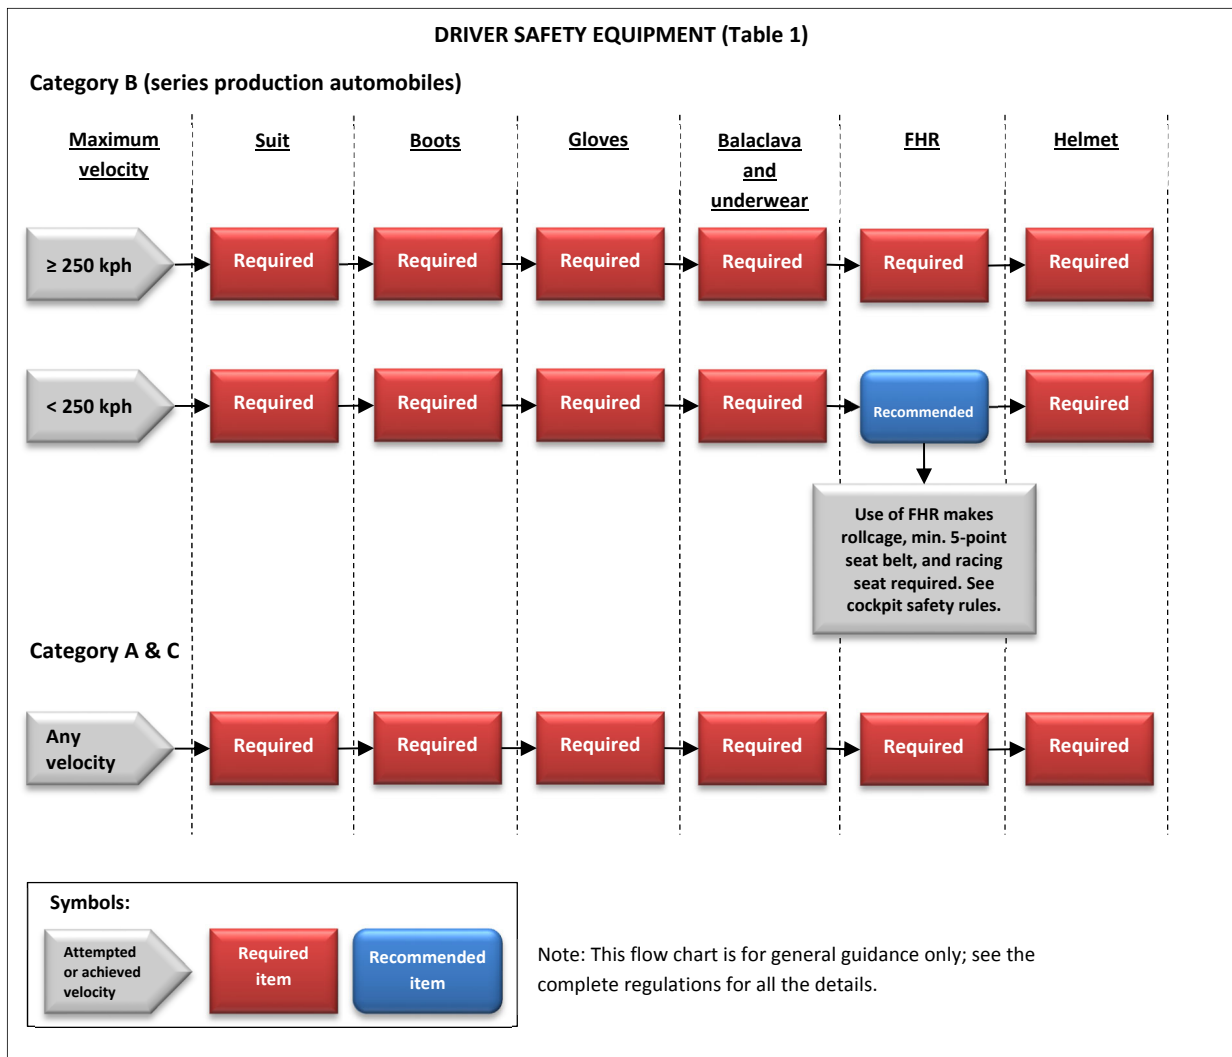 DRIVER SAFETY EQUIPMENT (Table 1)
Category B (series production automobiles)
Maximum
velocity
Suit
Boots
Gloves
Balaclava
and
underwear
FHR
Helmet
≥ 250 kph
Required
Required
Required
Required
Required
Required
< 250 kph
Required
Required
Required
Required
Recommended
Required
Use of FHR makes
rollcage, min. 5-point
seat belt, and racing
seat required. See
cockpit safety rules.
Category A & C
Any
velocity
Required
Required
Required
Required
Required
Required
Symbols:
Attempted
or achieved
velocity
Required
item
Recommended
item
Note: This flow chart is for general guidance only; see the
complete regulations for all the details.